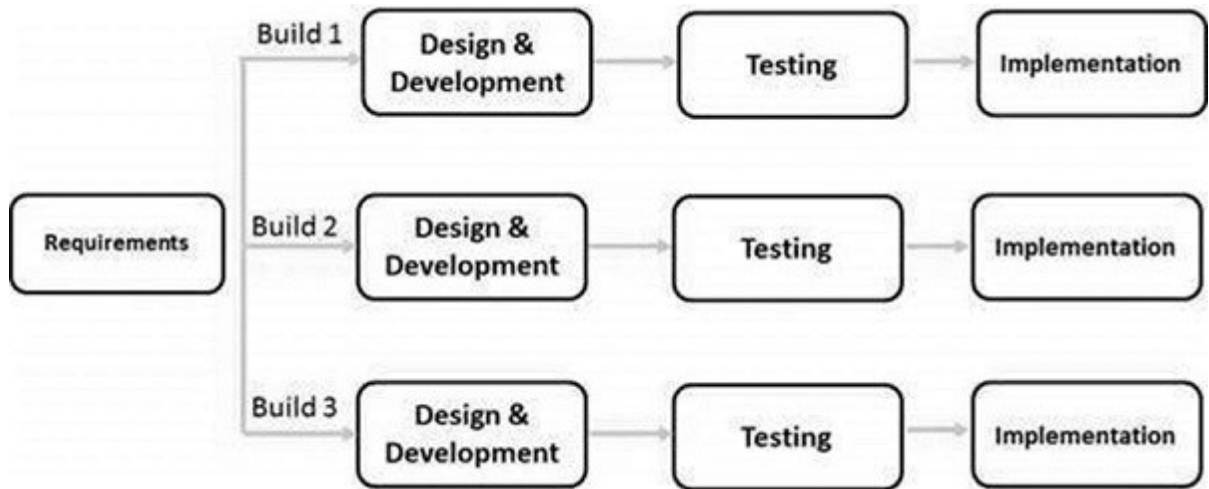 Build 1
Design &
Development
Testing
Implementation
Requirements
Build 2
Design &
Development
Testing
Implementation
Build 3
Design &
Development
Testing
Implementation